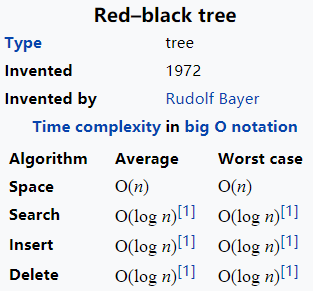 Red–black tree
Type tree
Invented 1972
Invented by Rudolf Bayer
Time complexity in big O notation
Algorithm Average Worst case
Space O(n) O(n)
Search O(log n)[1] O(log n)[1]
Insert O(log n)[1] O(log n)[1]
Delete O(log n)[1] O(log n)[1]